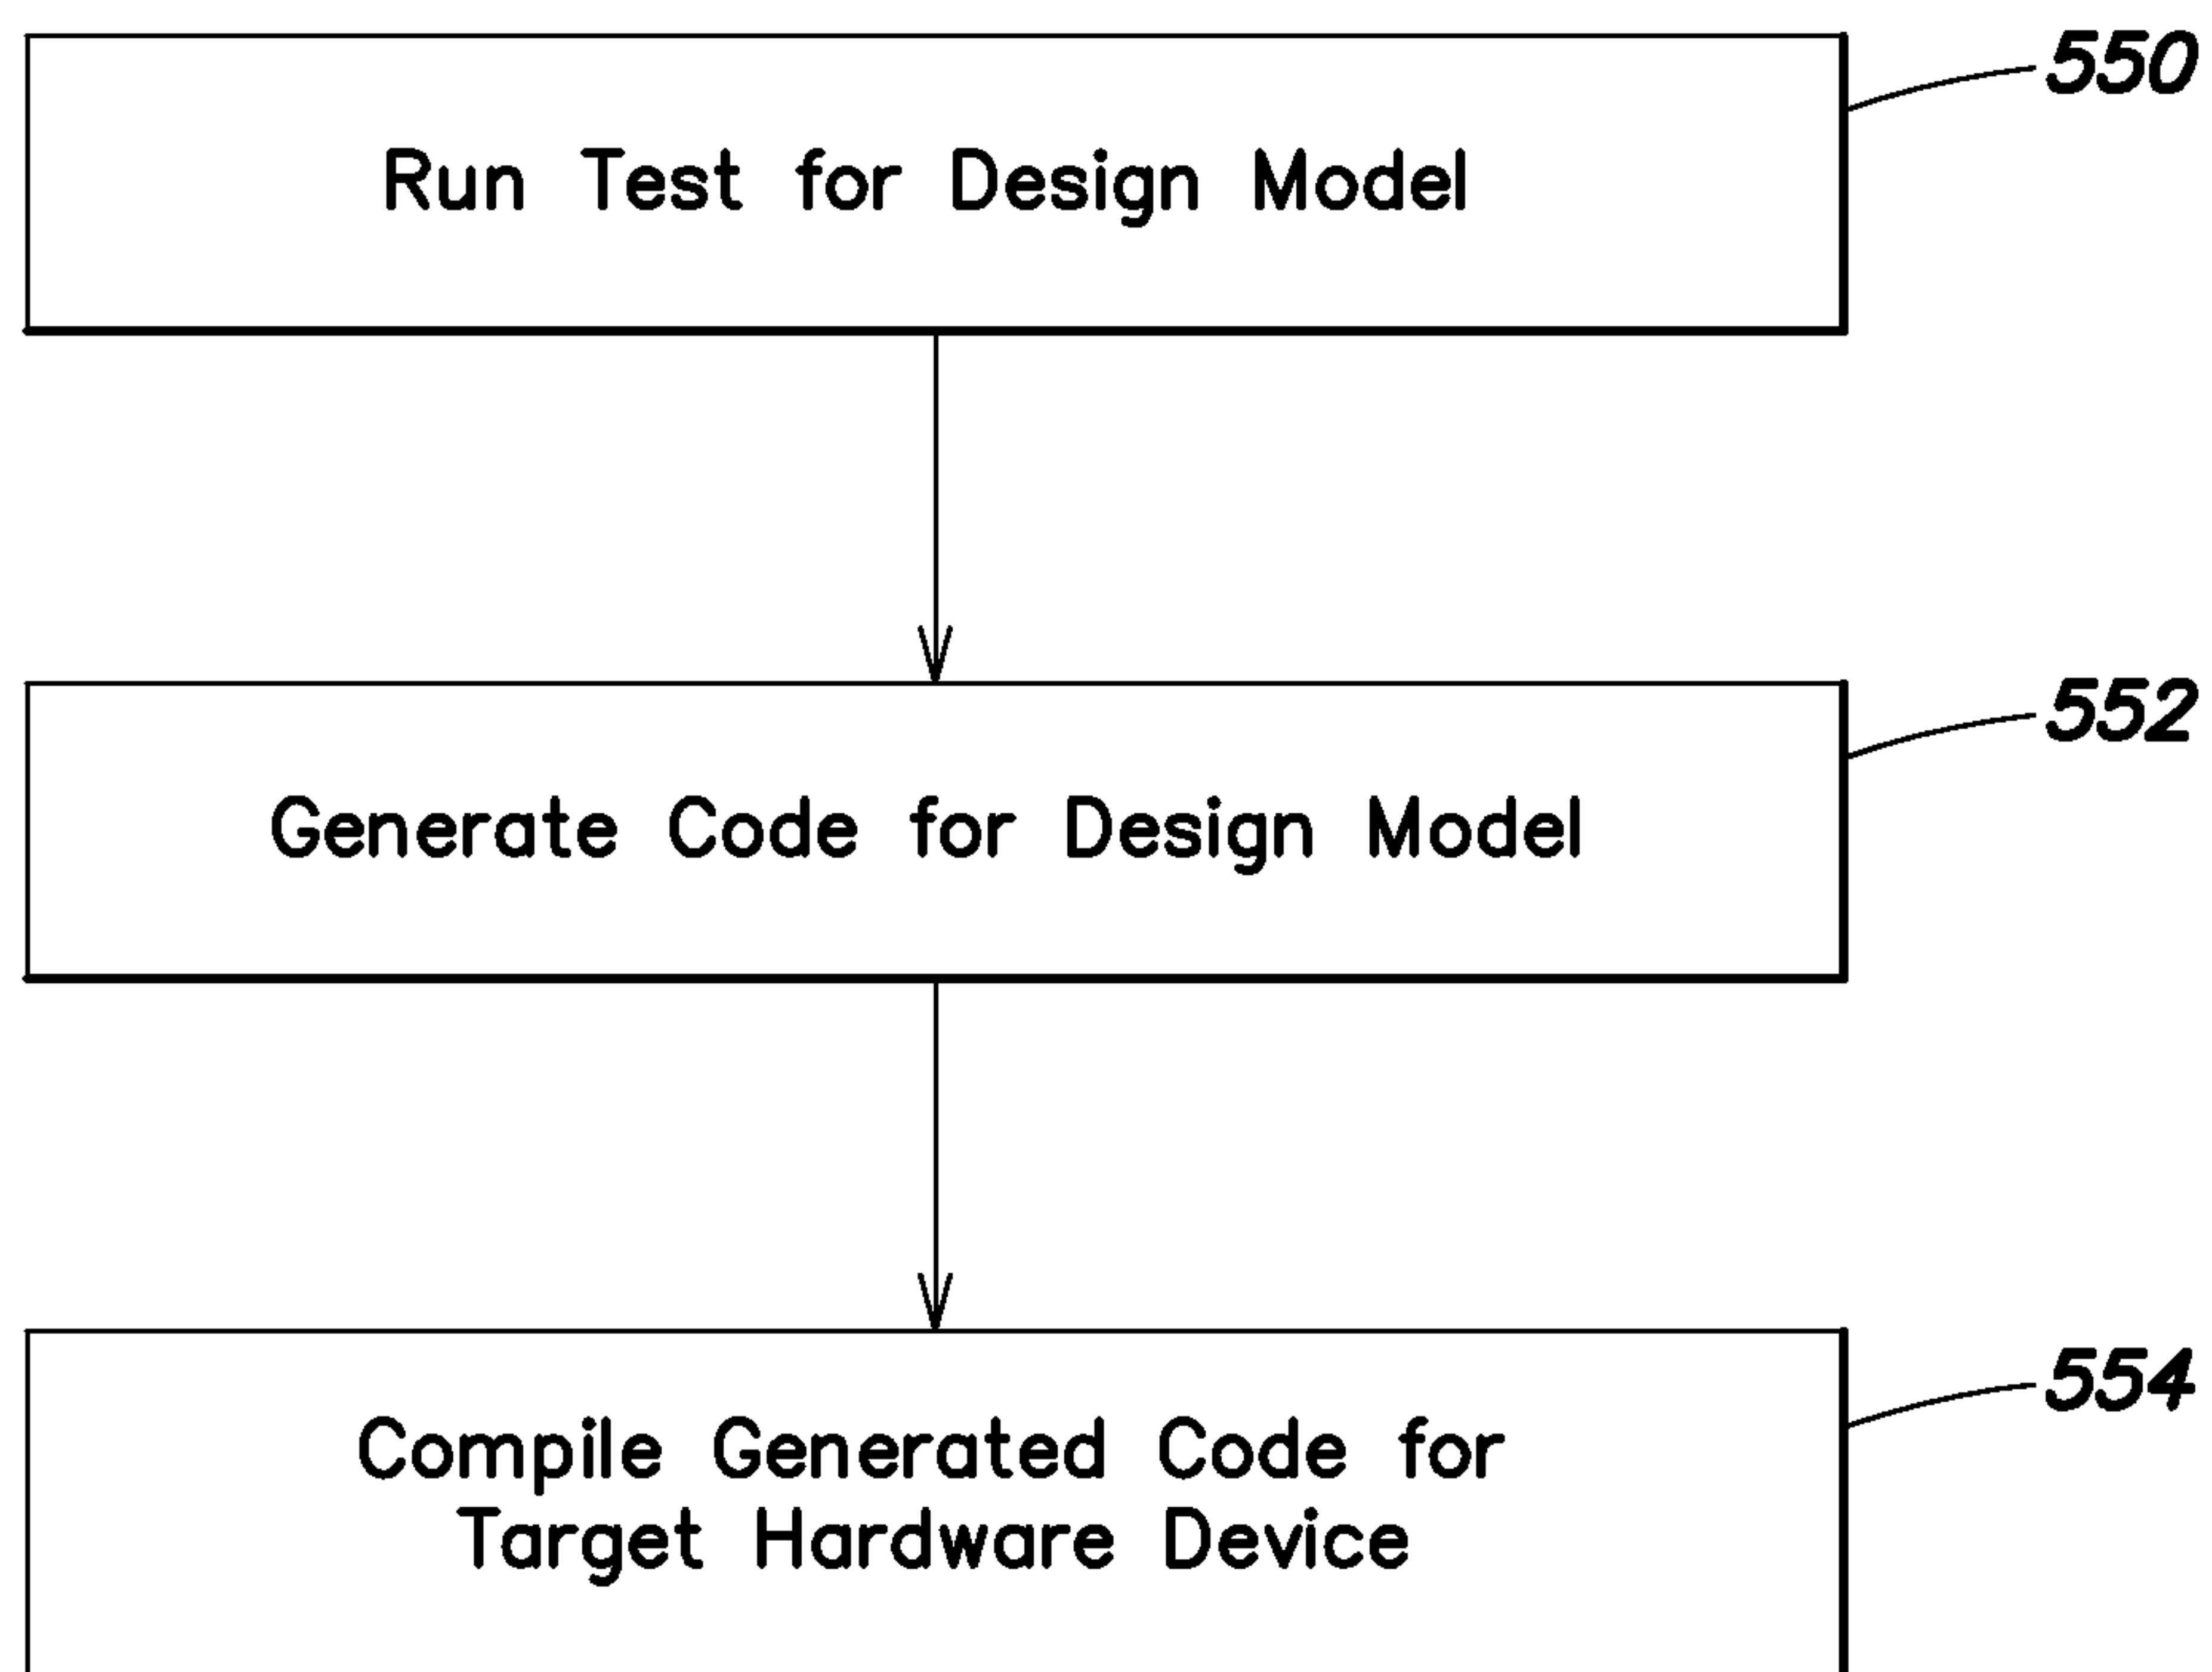 550
Run Test for Design Model
552
Generate Code for Design Model
554
Compile Generated Code for
Target Hardware Device